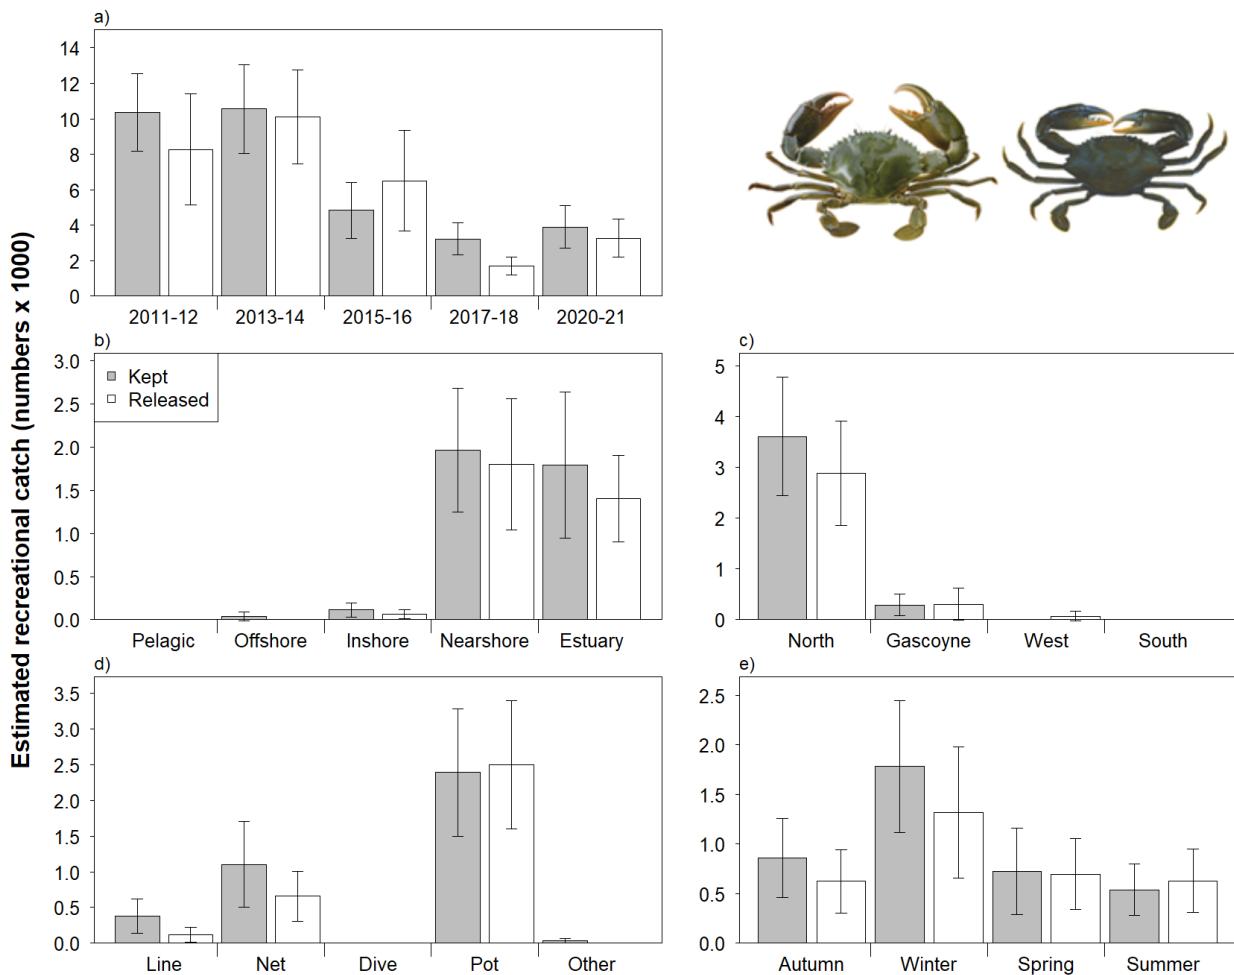 a)
14
12
10
8
6
4
2
0
2011-12 2013-14 2015-16 2017-18 2020-21
Estimated recreational catch (numbers x 1000)
b)
3.0
2.5
2.0
1.5
1.0
0.5
0.0
Kept
Released
Pelagic Offshore Inshore Nearshore Estuary
c)
5
4
3
2
1
0
North Gascoyne West South
d)
3.5
3.0
2.5
2.0
1.5
1.0
0.5
0.0
Line Net Dive Pot Other
e)
2.5
2.0
1.5
1.0
0.5
0.0
Autumn Winter Spring Summer